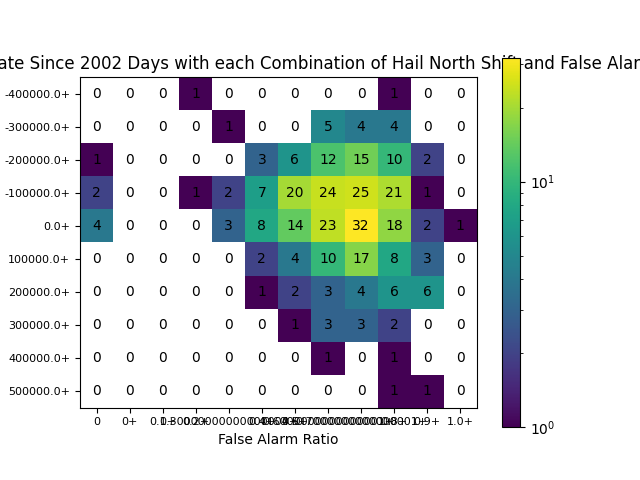 ate Since 2002 Days with each Combination of Hail North Shift and False Alar
-400000.0+ 0 0 0 1 0 0 0 0 0 1 0 0
-300000.0+ 0 0 0 0 1 0 0 5 4 4 0 0
-200000.0+ 1 0 0 0 0 3 6 12 15 10 2 0
-100000.0+ 2 0 0 1 2 7 20 24 25 21 1 0
0.0+ 4 0 0 0 3 8 14 23 32 18 2 1
100000.0+ 0 0 0 0 0 2 4 10 17 8 3 0
200000.0+ 0 0 0 0 0 1 2 3 4 6 6 0
300000.0+ 0 0 0 0 0 0 1 3 3 2 0 0
400000.0+ 0 0 0 0 0 0 0 1 0 1 0 0
500000.0+ 0 0 0 0 0 0 0 0 0 1 1 0
0 0+ 0.9+ 1.0+
False Alarm Ratio
10¹
10⁰